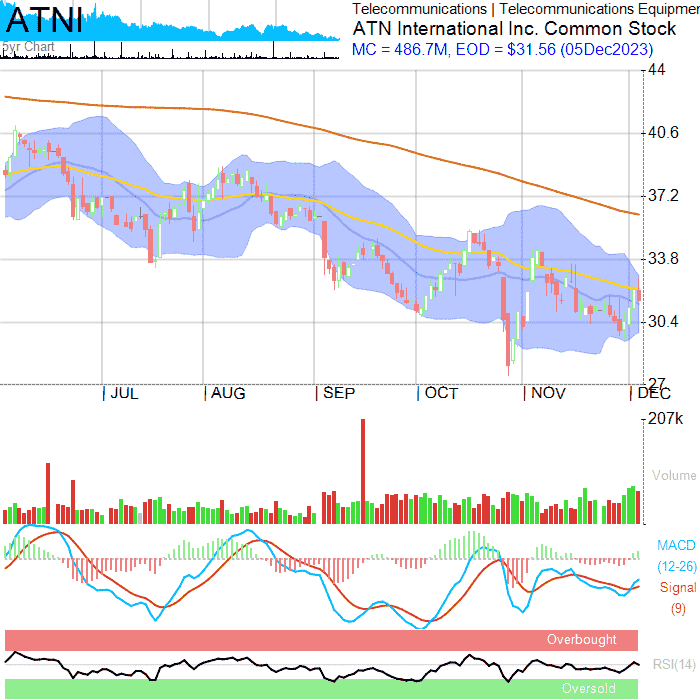 ATNI
5yr Chart
Telecommunications | Telecommunications Equipmen
ATN International Inc. Common Stock
MC = 486.7M, EOD = $31.56 (05Dec2023)
44
40.6
37.2
33.8
30.4
27
JUL
AUG
SEP
OCT
NOV
DEC
207k
Volume
MACD
(12-26)
Signal
(9)
Overbought
RSI(14)
Oversold